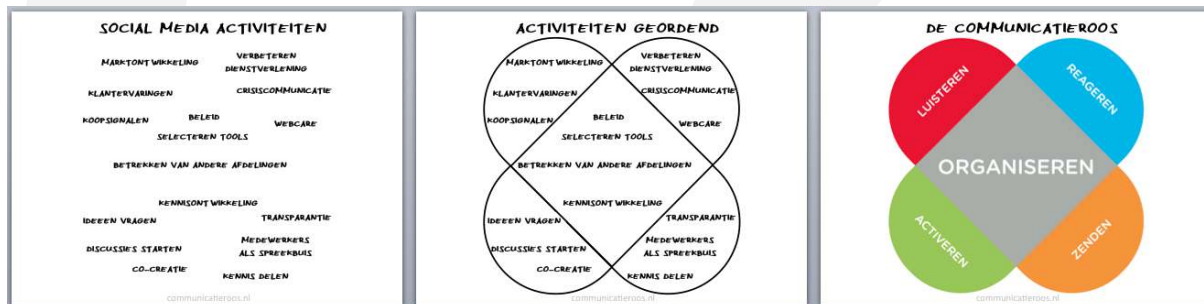 SOCIAL MEDIA ACTIVITEITEN
MARKTONTWIKKELING
VERBETEREN
DIENSTVERLENING
KLANTERVARINGEN
CRISISCOMMUNICATIE
KOOPSIGNALEN
BELEID
WEBCARE
SELECTEREN TOOLS
BETREKKEN VAN ANDERE AFDELINGEN
KENNISONTWIKKELING
IDEEEN VRAGEN
TRANSPARANTIE
DISCUSSIES STARTEN
MEDEWERKERS
ALS SPREEKBUIS
CO-CREATIE
KENNIS DELEN
communicatieroos.nl
ACTIVITEITEN GEORDEND
MARKTONTWIKKELING
VERBETEREN
DIENSTVERLENING
KLANTERVARINGEN
CRISISCOMMUNICATIE
KOOPSIGNALEN
BELEID
WEBCARE
SELECTEREN TOOLS
BETREKKEN VAN ANDERE AFDELINGEN
KENNISONTWIKKELING
IDEEEN VRAGEN
TRANSPARANTIE
DISCUSSIES STARTEN
MEDEWERKERS
ALS SPREEKBUIS
CO-CREATIE
KENNIS DELEN
communicatieroos.nl
DE COMMUNICATIEROOS
LUISTEREN
REAGEREN
ORGANISEREN
ACTIVEREN
ZENDEN
communicatieroos.nl